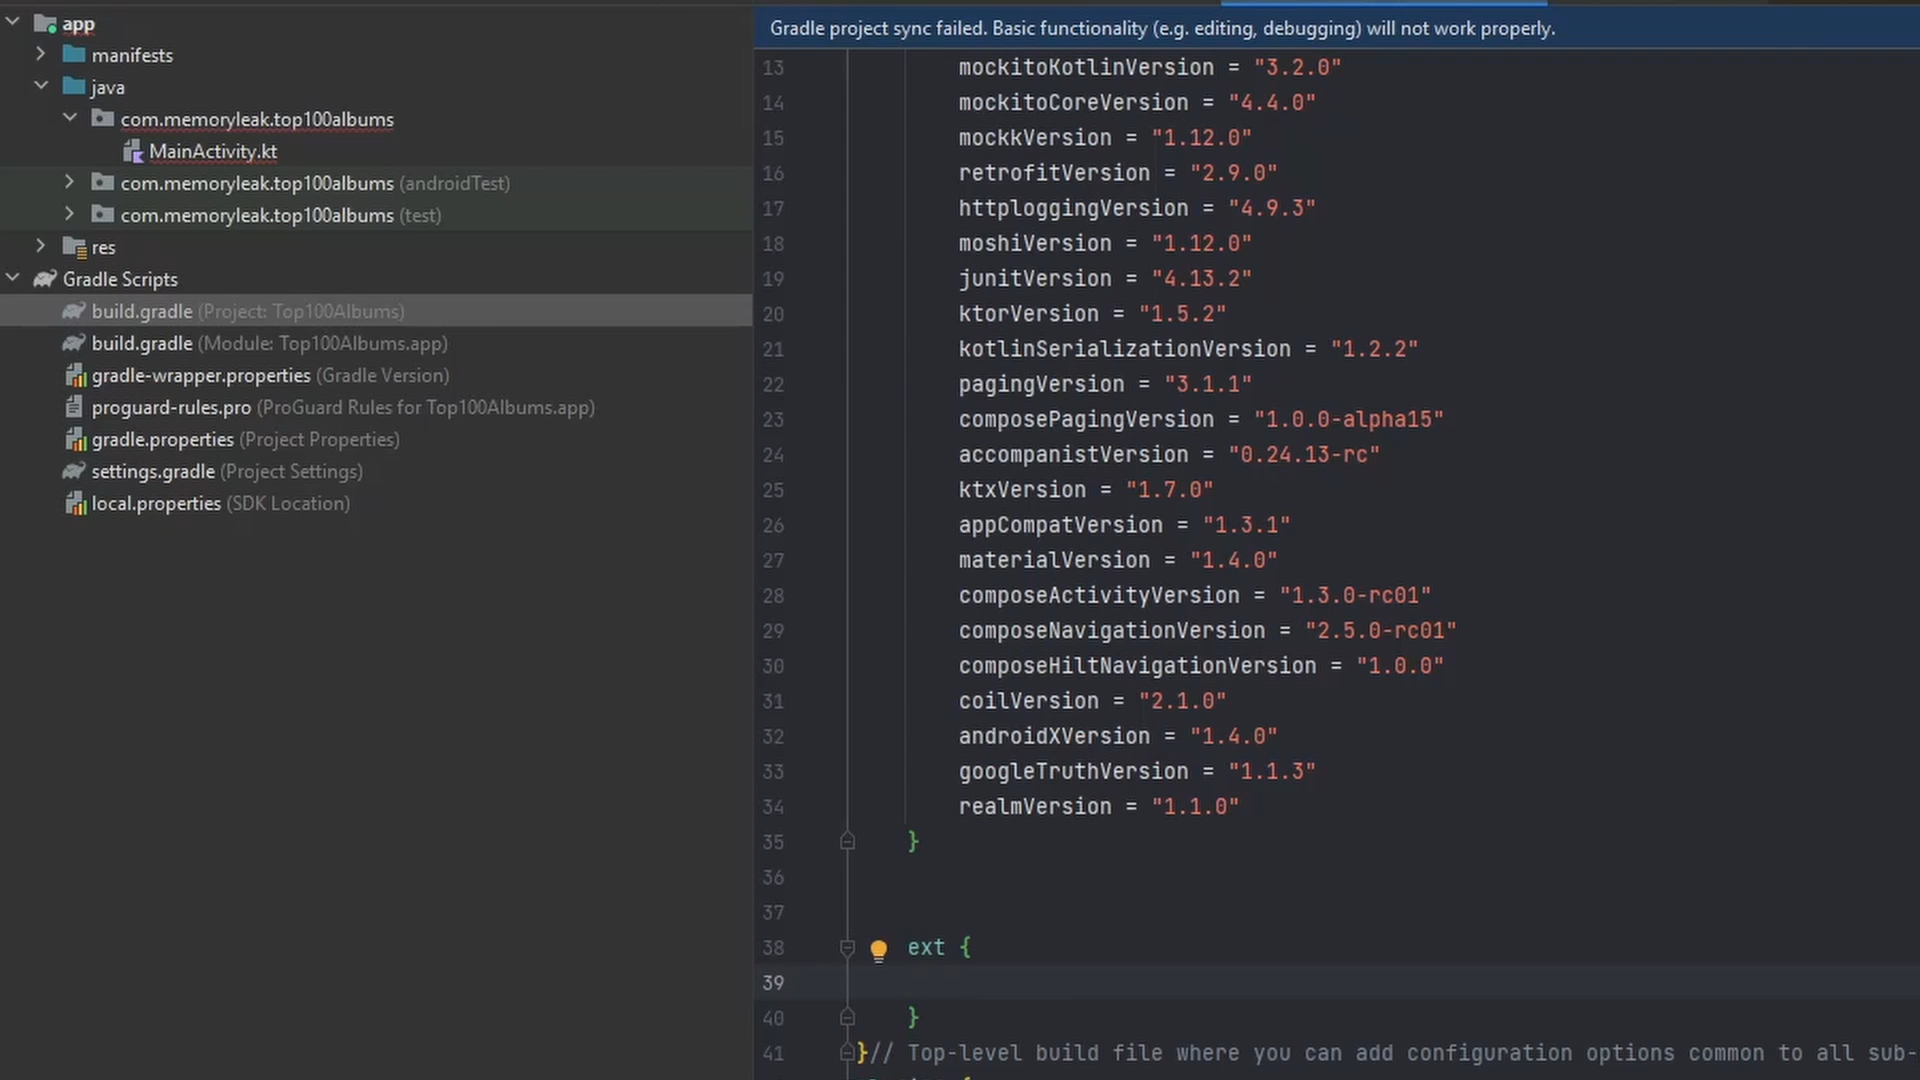 app
manifests
java
com.memoryleak.top100albums
MainActivity.kt
com.memoryleak.top100albums (androidTest)
com.memoryleak.top100albums (test)
res
Gradle Scripts
build.gradle (Project: Top100Albums)
build.gradle (Module: Top100Albums.app)
gradle-wrapper.properties (Gradle Version)
proguard-rules.pro (ProGuard Rules for Top100Albums.app)
gradle.properties (Project Properties)
settings.gradle (Project Settings)
local.properties (SDK Location)
Gradle project sync failed. Basic functionality (e.g. editing, debugging) will not work properly.
13 mockitoKotlinVersion = "3.2.0"
14 mockitoCoreVersion = "4.4.0"
15 mockkVersion = "1.12.0"
16 retrofitVersion = "2.9.0"
17 httploggingVersion = "4.9.3"
18 moshiVersion = "1.12.0"
19 junitVersion = "4.13.2"
20 ktorVersion = "1.5.2"
21 kotlinSerializationVersion = "1.2.2"
22 pagingVersion = "3.1.1"
23 composePagingVersion = "1.0.0-alpha15"
24 accompanistVersion = "0.24.13-rc"
25 ktxVersion = "1.7.0"
26 appCompatVersion = "1.3.1"
27 materialVersion = "1.4.0"
28 composeActivityVersion = "1.3.0-rc01"
29 composeNavigationVersion = "2.5.0-rc01"
30 composeHiltNavigationVersion = "1.0.0"
31 coilVersion = "2.1.0"
32 androidXVersion = "1.4.0"
33 googleTruthVersion = "1.1.3"
34 realmVersion = "1.1.0"
35 }
36
37
38 ext {
39
40 }
41 }// Top-level build file where you can add configuration options common to all sub-